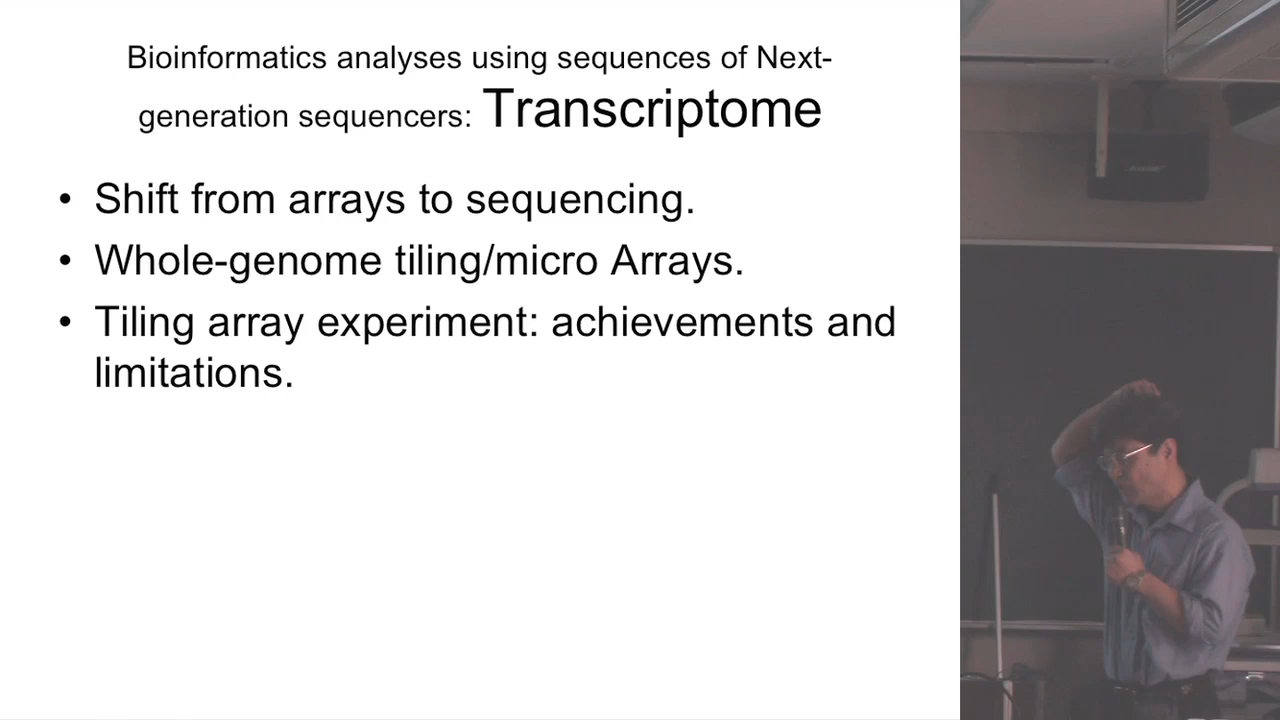 Bioinformatics analyses using sequences of Next-
generation sequencers: Transcriptome
• Shift from arrays to sequencing.
• Whole-genome tiling/micro Arrays.
• Tiling array experiment: achievements and
limitations.